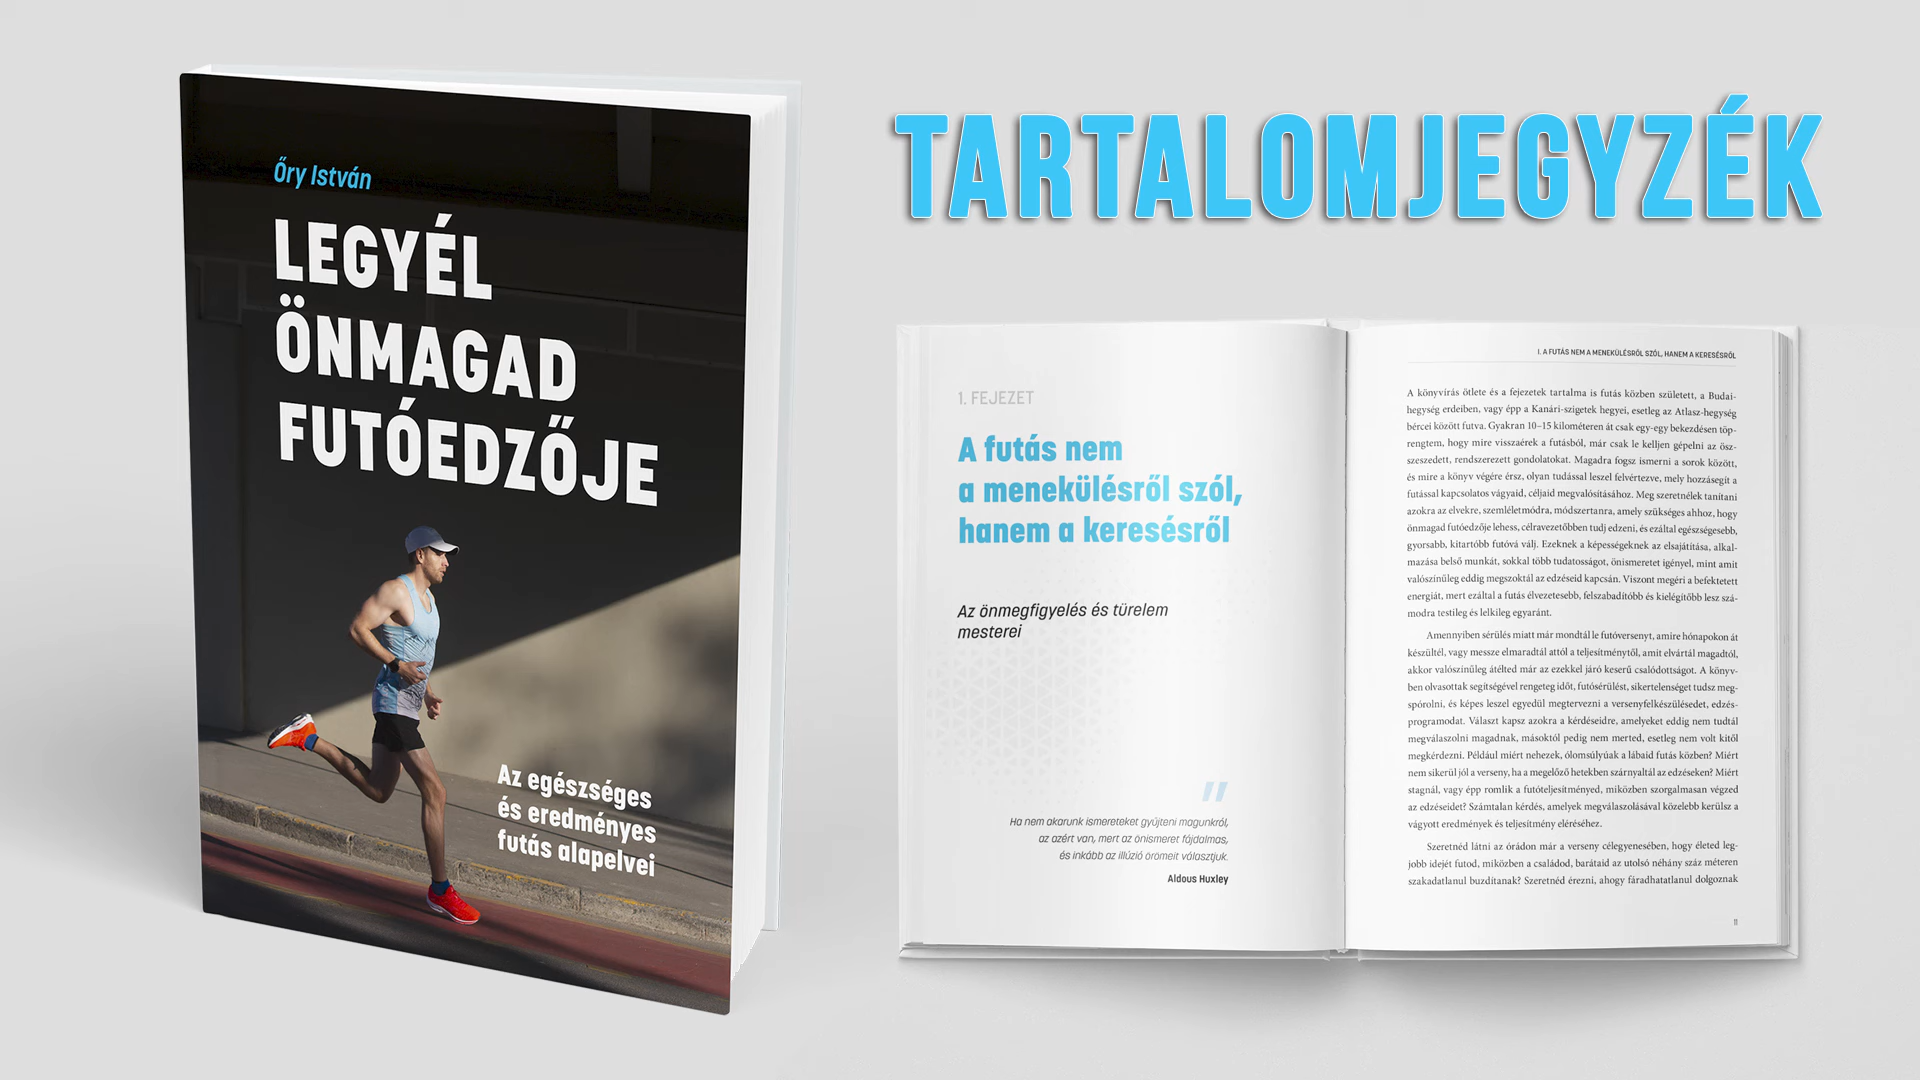 Őry István
LEGYÉL
ÖNMAGAD
FUTÓEDZŐJE
Az egészséges
és eredményes
futás alapelvei
TARTALOMJEGYZÉK
1. FEJEZET
A futás nem
a menekülésről szól,
hanem a keresésről
Az önmegfigyelés és türelem
mesterei
"
Ha nem akarunk ismereteket gyűjteni magunkról,
az azért van, mert az önismeret fájdalmas,
és inkább az illúzió örömeit választjuk.
Aldous Huxley
I. A FUTÁS NEM A MENEKÜLÉSRŐL SZÓL, HANEM A KERESÉSRŐL
A könyvírás ötlete és a fejezetek tartalma is futás közben született, a Budai-
hegység erdeiben, vagy épp a Kanári-szigetek hegyei, esetleg az Atlasz-hegység
bércei között futva. Gyakran 10–15 kilométeren át csak egy-egy bekezdésen töp-
rengtem, hogy mire visszaérek a futásból, már csak le kelljen gépelni az ösz-
szeszedett, rendszerezett gondolatokat. Magadra fogsz ismerni a sorok között,
és mire a könyv végére érsz, olyan tudással leszel felvértezve, mely hozzásegít a
futással kapcsolatos vágyaid, céljaid megvalósításához. Meg szeretnélek tanítani
azokra az elvekre, szemléletmódra, módszertanra, amely szükséges ahhoz, hogy
önmagad futóedzője lehess, célravezetőbben tudj edzeni, és ezáltal egészségesebb,
gyorsabb, kitartóbb futóvá válj. Ezeknek a képességeknek az elsajátítása, alkal-
mazása belső munkát, sokkal több tudatosságot, önismeretet igényel, mint amit
valószínűleg eddig megszoktál az edzéseid kapcsán. Viszont megéri a befektetett
energiát, mert ezáltal a futás élvezetesebb, felszabadítóbb és kielégítőbb lesz szá-
modra testileg és lelkileg egyaránt.
Amennyiben sérülés miatt már mondtál le futóversenyt, amire hónapokon át
készültél, vagy messze elmaradtál attól a teljesítménytől, amit elvártál magadtól,
akkor valószínűleg átélted már az ezekkel járó keserű csalódottságot. A könyv-
ben olvasottak segítségével rengeteg időt, futósérülést, sikertelenséget tudsz meg-
spórolni, és képes leszel egyedül megtervezni a versenyfelkészülésedet, edzés-
programodat. Választ kapsz azokra a kérdéseidre, amelyeket eddig nem tudtál
megválaszolni magadnak, másoktól pedig nem merted, esetleg nem volt kitől
megkérdezni. Például miért nehezek, ólomsúlyúak a lábaid futás közben? Miért
nem sikerül jól a verseny, ha a megelőző hetekben szárnyaltál az edzéseken? Miért
stagnál, vagy épp romlik a futóteljesítményed, miközben szorgalmasan végzed
az edzéseidet? Számtalan kérdés, amelyek megválaszolásával közelebb kerülsz a
vágyott eredmények és teljesítmény eléréséhez.
Szeretnéd látni az órádon már a verseny célegyenesében, hogy életed leg-
jobb idejét futod, miközben a családod, barátaid az utolsó néhány száz méteren
szakadatlanul buzdítanak? Szeretnéd érezni, ahogy fáradhatatlanul dolgoznak
11